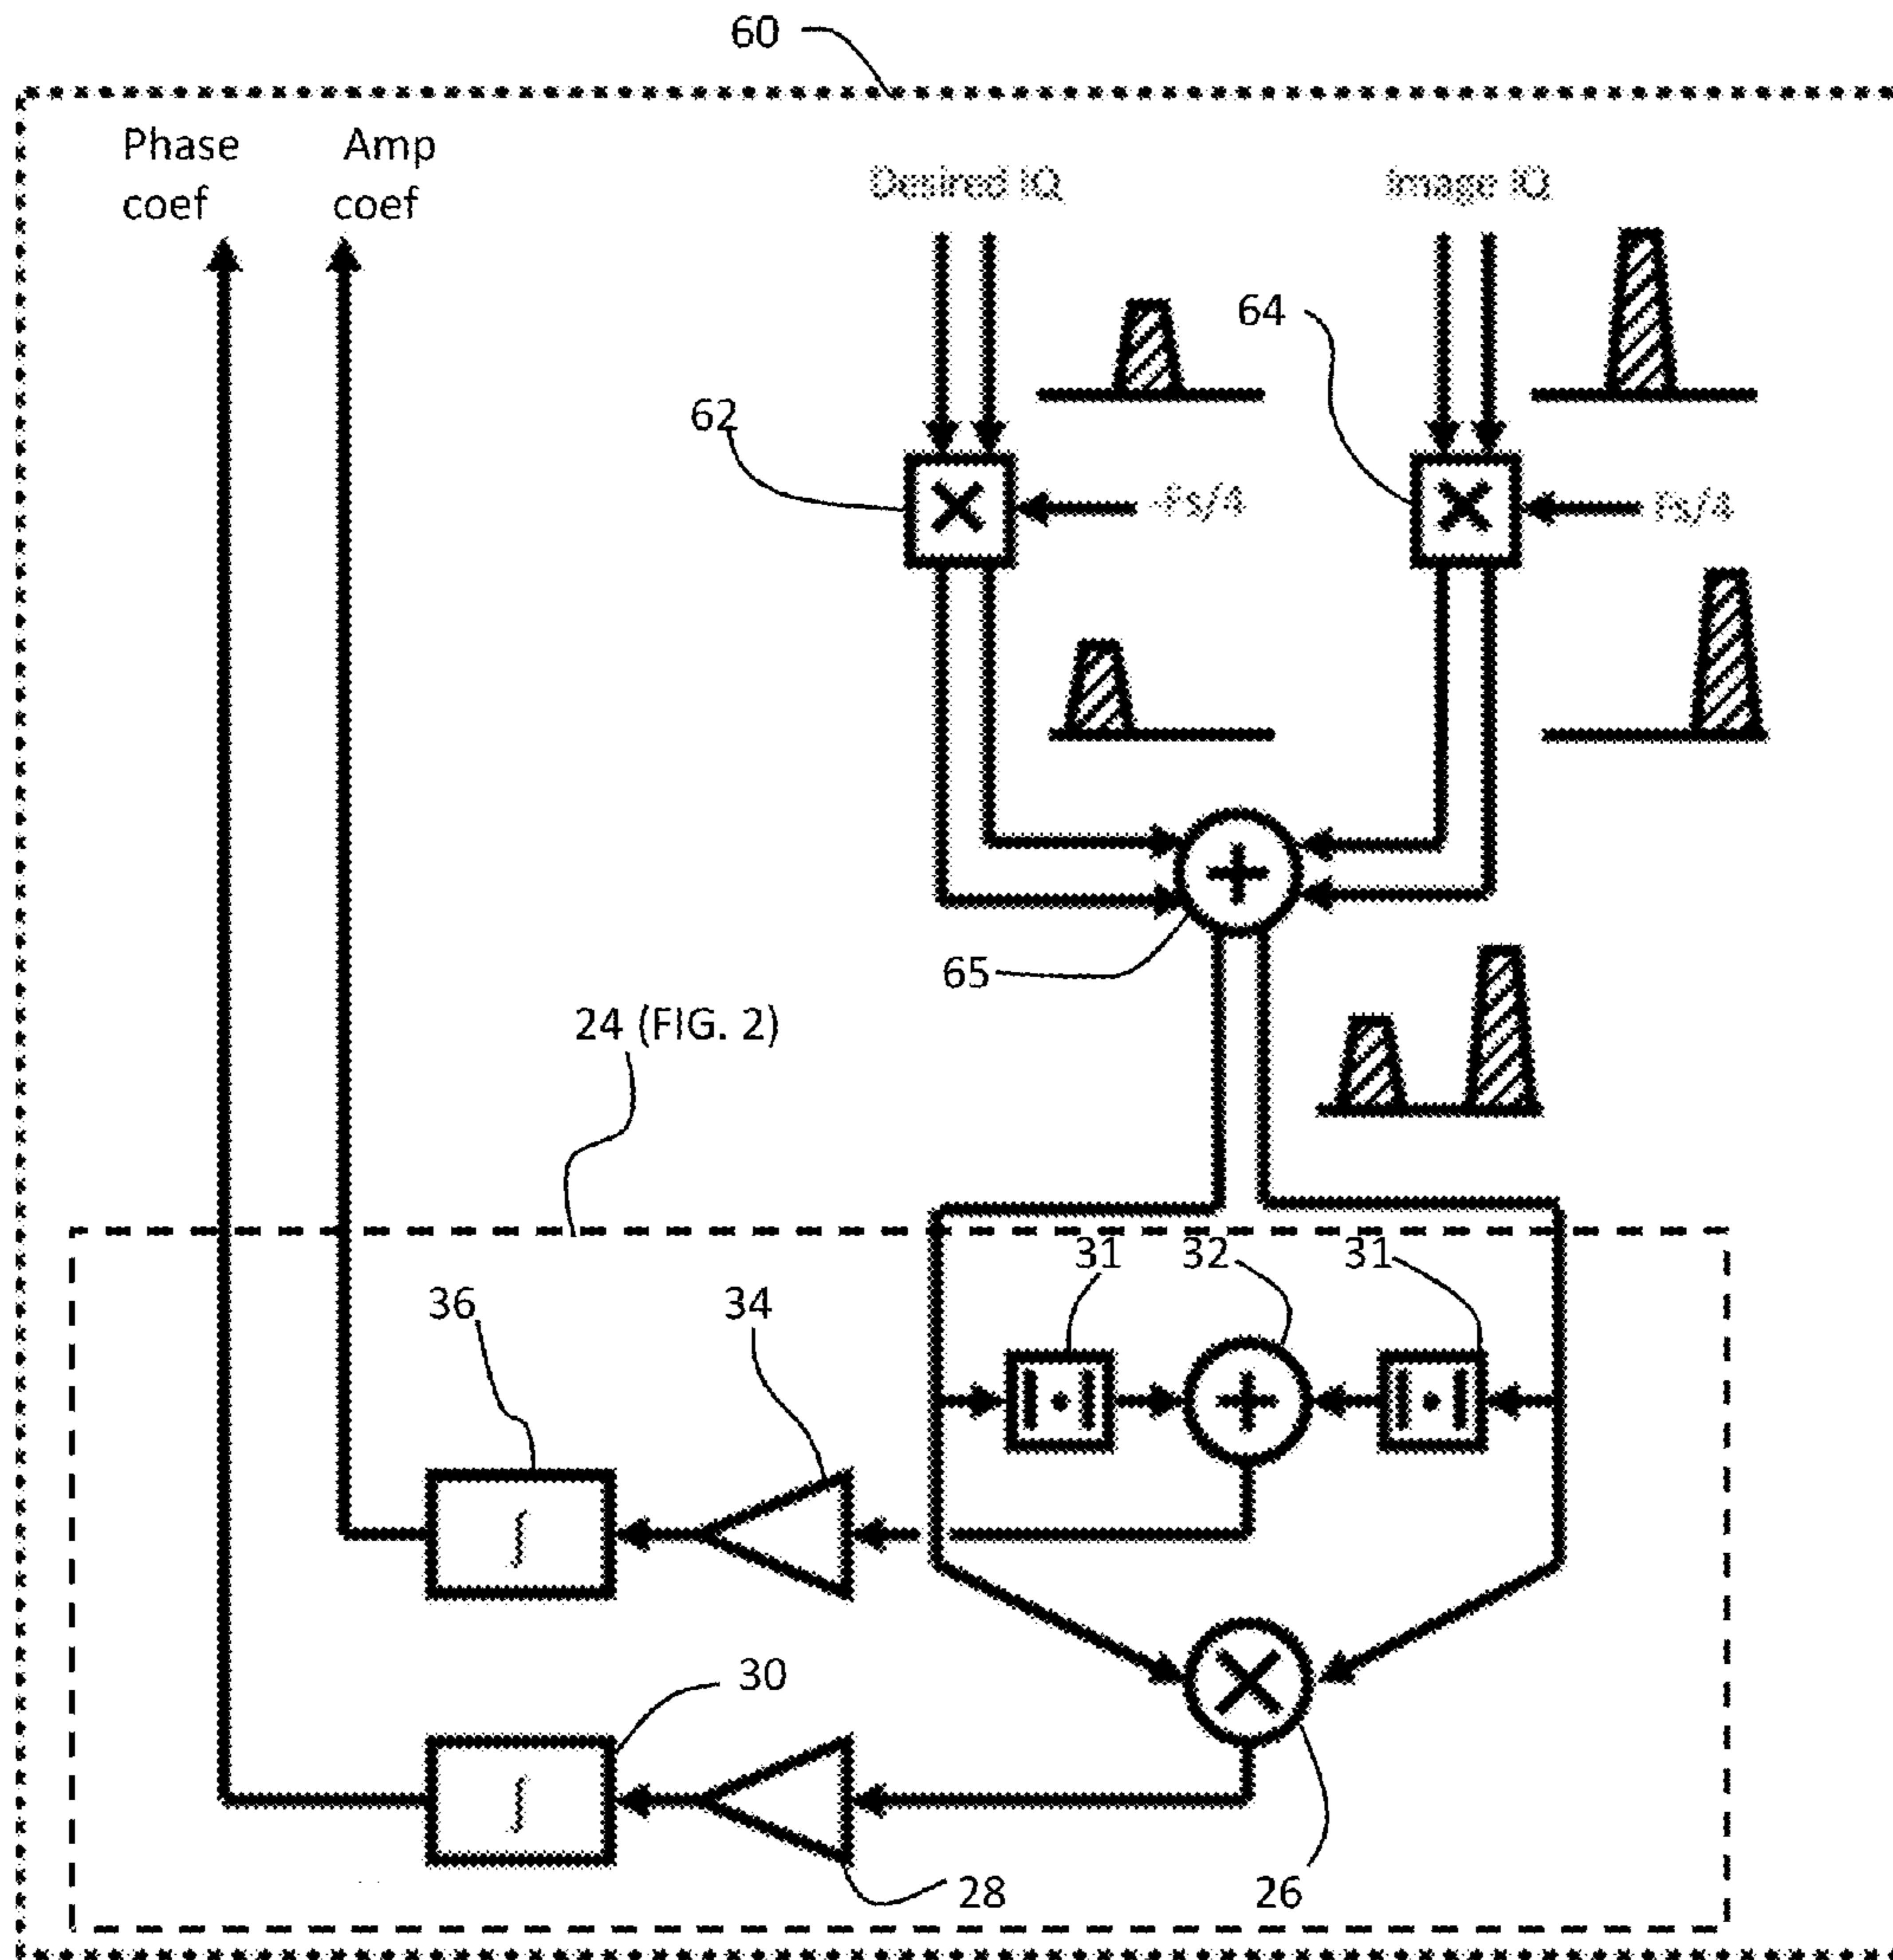 60
Phase
coef
Amp
coef
Desired IQ
Image IQ
64
62
-Fs/4
Fs/4
65
24 (FIG. 2)
31
32
31
36
34
∫
30
∫
28
26